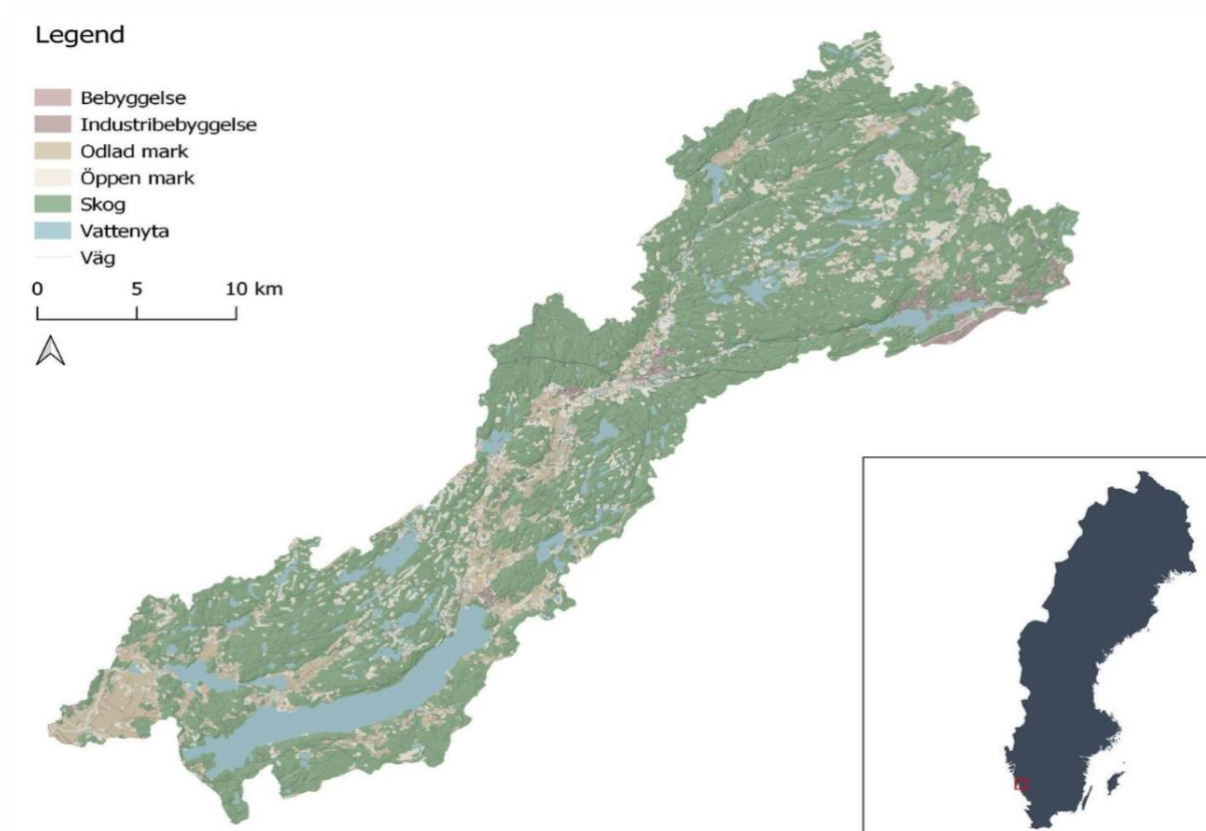 Legend
Bebyggelse
Industribebyggelse
Odlad mark
Öppen mark
Skog
Vattenyta
Väg
0 5 10 km